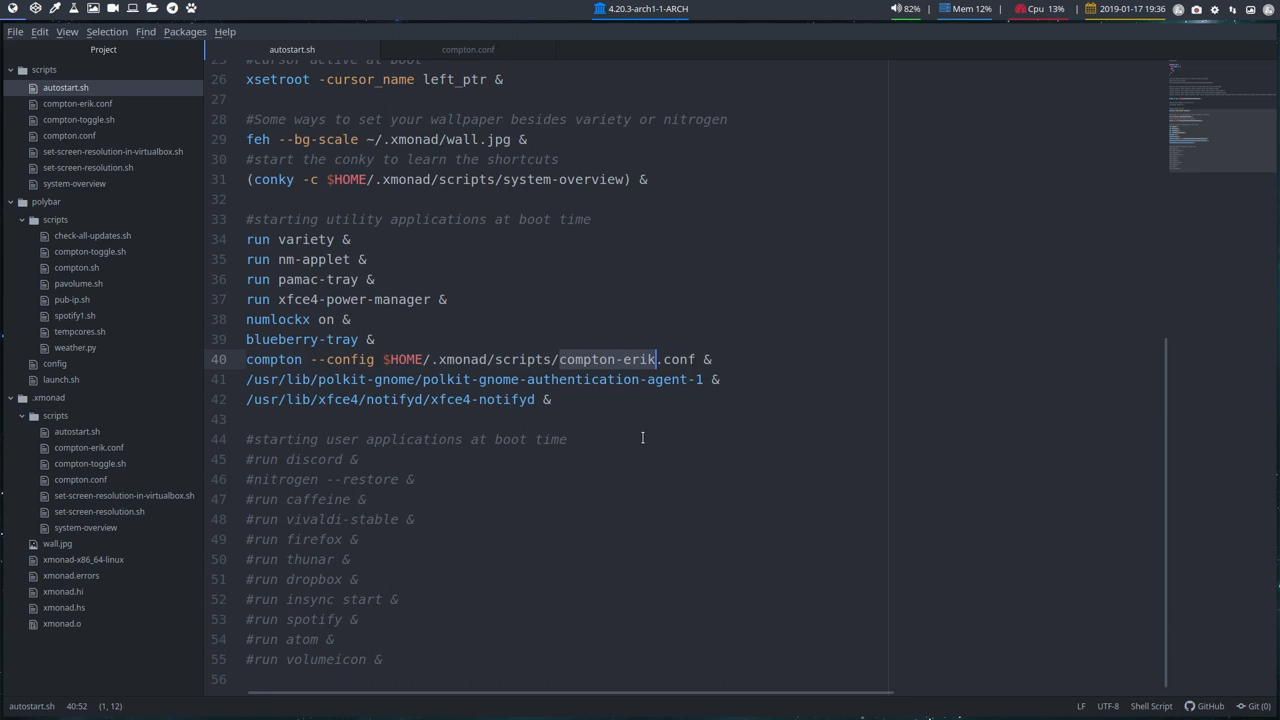 4.20.3-arch1-1-ARCH
82%
Mem 12%
Cpu 13%
2019-01-17 19:36
File Edit View Selection Find Packages Help
Project
autostart.sh
compton.conf
scripts
autostart.sh
compton-erik.conf
compton-toggle.sh
compton.conf
set-screen-resolution-in-virtualbox.sh
set-screen-resolution.sh
system-overview
polybar
scripts
check-all-updates.sh
compton-toggle.sh
compton.sh
pavolume.sh
pub-ip.sh
spotify1.sh
tempcores.sh
weather.py
config
launch.sh
.xmonad
scripts
autostart.sh
compton-erik.conf
compton-toggle.sh
compton.conf
set-screen-resolution-in-virtualbox.sh
set-screen-resolution.sh
system-overview
wall.jpg
xmonad-x86_64-linux
xmonad.errors
xmonad.hi
xmonad.hs
xmonad.o
25 #cursor active at boot
26 xsetroot -cursor_name left_ptr &
27
28 #Some ways to set your wallpaper besides variety or nitrogen
29 feh --bg-scale ~/.xmonad/wall.jpg &
30 #start the conky to learn the shortcuts
31 (conky -c $HOME/.xmonad/scripts/system-overview) &
32
33 #starting utility applications at boot time
34 run variety &
35 run nm-applet &
36 run pamac-tray &
37 run xfce4-power-manager &
38 numlockx on &
39 blueberry-tray &
40 compton --config $HOME/.xmonad/scripts/compton-erik.conf &
41 /usr/lib/polkit-gnome/polkit-gnome-authentication-agent-1 &
42 /usr/lib/xfce4/notifyd/xfce4-notifyd &
43
44 #starting user applications at boot time
45 #run discord &
46 #nitrogen --restore &
47 #run caffeine &
48 #run vivaldi-stable &
49 #run firefox &
50 #run thunar &
51 #run dropbox &
52 #run insync start &
53 #run spotify &
54 #run atom &
55 #run volumeicon &
56
autostart.sh 40:52 (1, 12)
LF UTF-8 Shell Script GitHub Git (0)